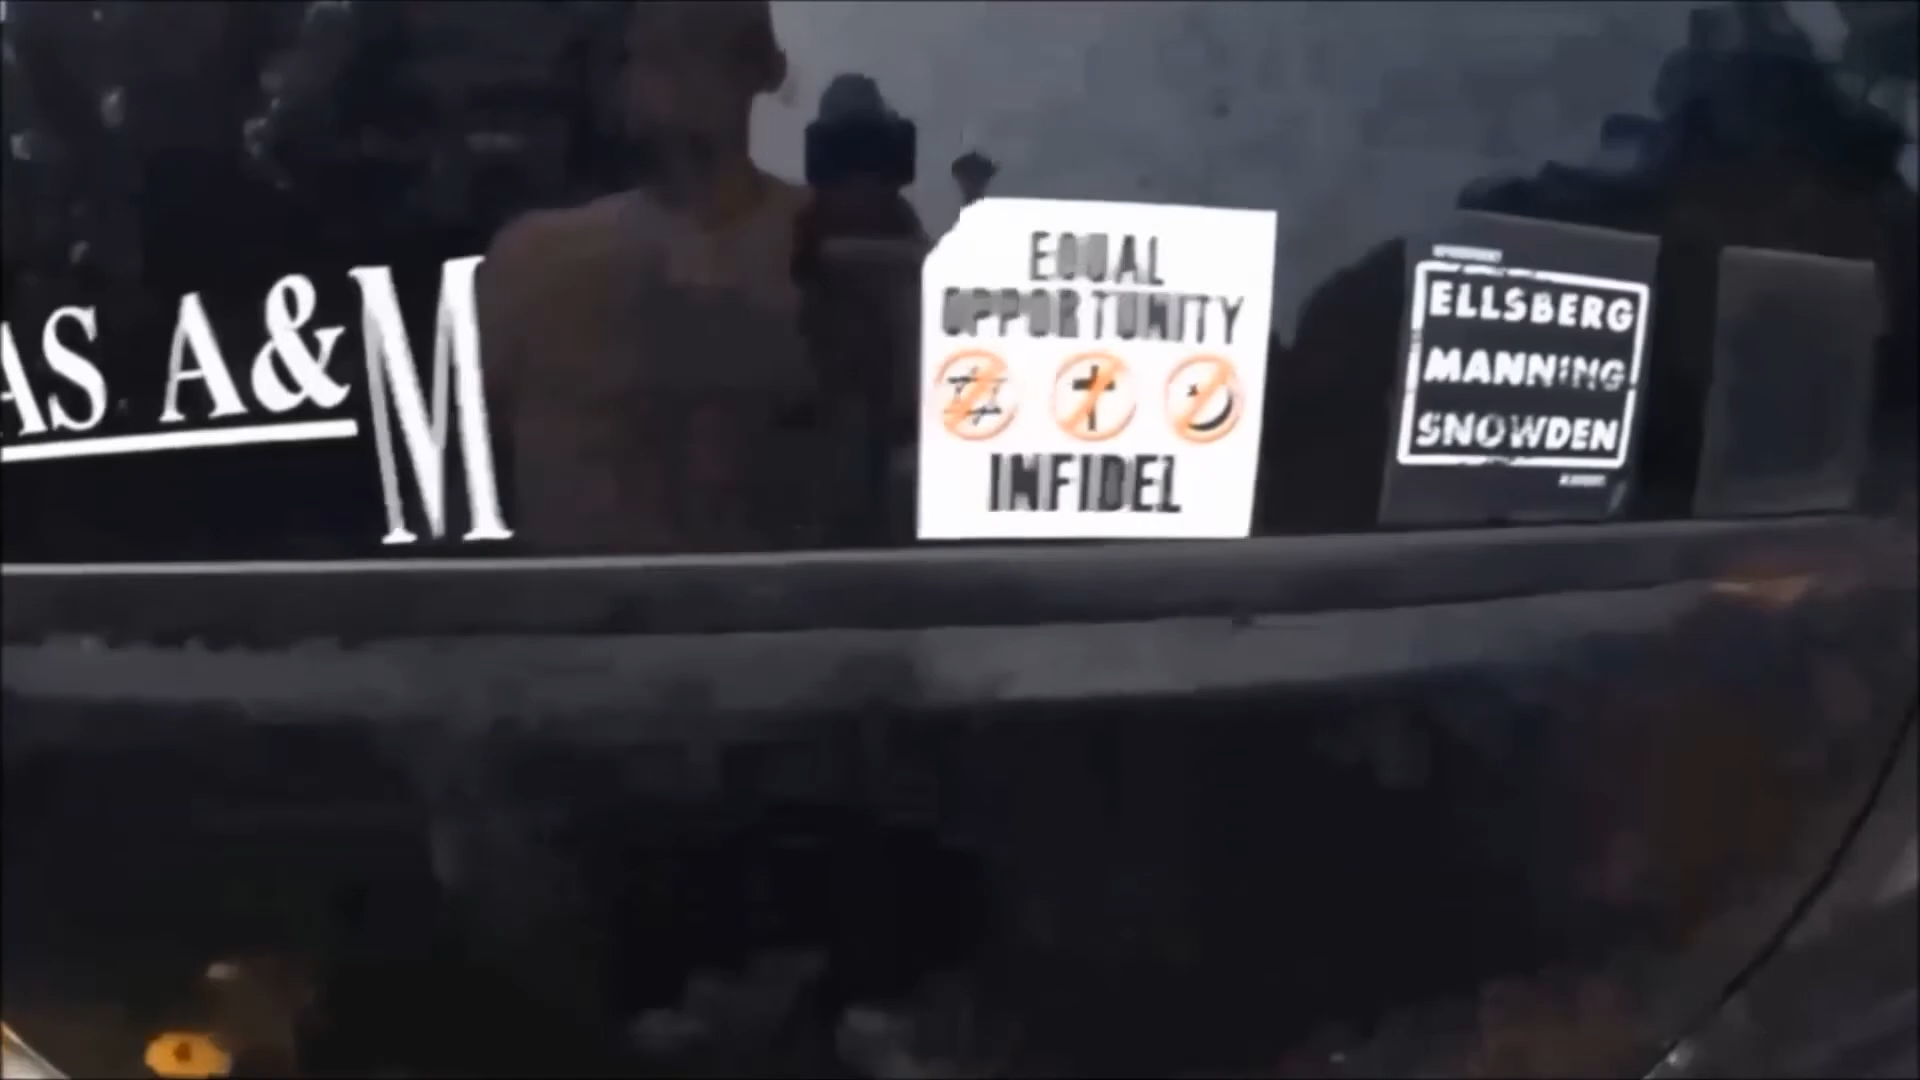 AS A&M
EQUAL
OPPORTUNITY
INFIDEL
ELLSBERG
MANNING
SNOWDEN